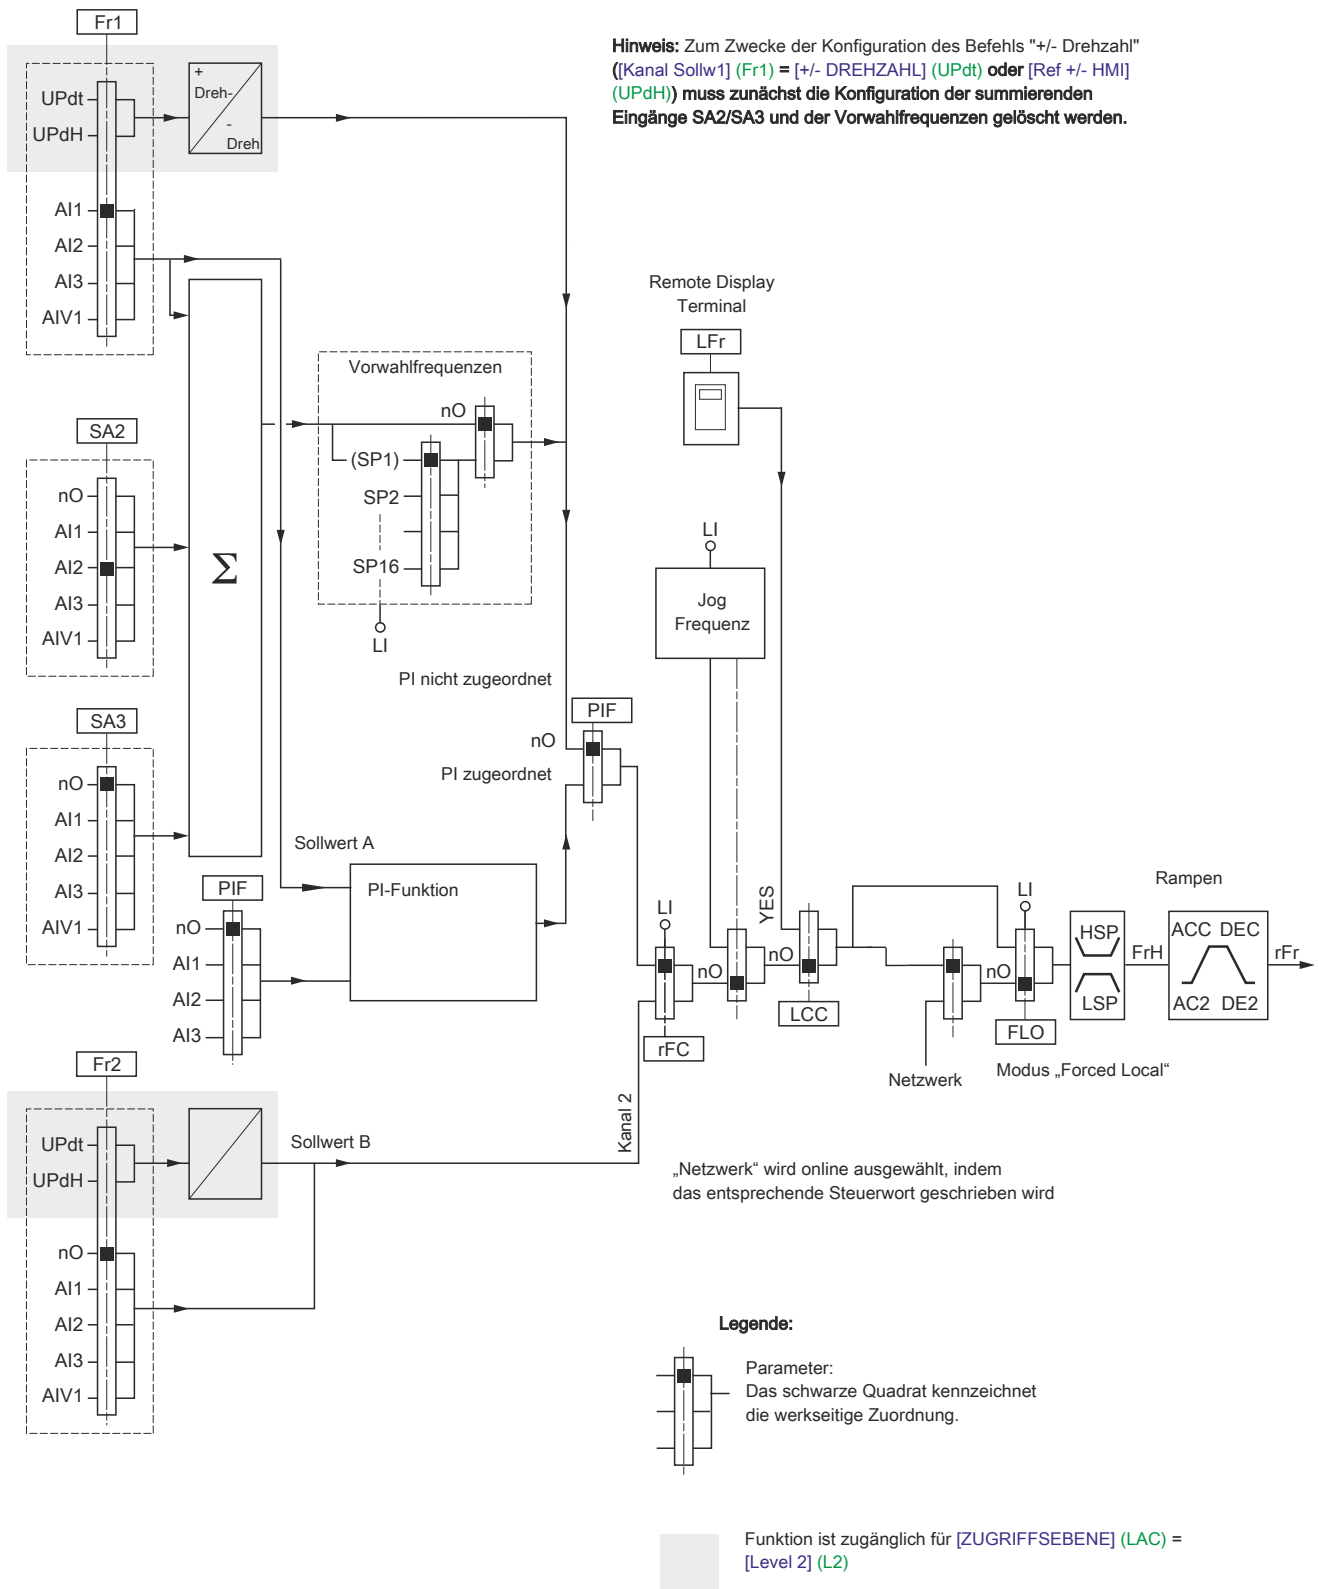 Fr1
Hinweis: Zum Zwecke der Konfiguration des Befehls "+/- Drehzahl"
([Kanal Sollw1] (Fr1) = [+/- DREHZAHL] (UPdt) oder [Ref +/- HMI]
(UPdH)) muss zunächst die Konfiguration der summierenden
Eingänge SA2/SA3 und der Vorwahlfrequenzen gelöscht werden.
UPdt
UPdH
+
Dreh-
-
Dreh
AI1
AI2
AI3
AIV1
Remote Display
Terminal
LFr
Vorwahlfrequenzen
nO
(SP1)
SP2
SP16
LI
SA2
nO
AI1
AI2
AI3
AIV1
Σ
LI
Jog
Frequenz
PI nicht zugeordnet
PIF
nO
PI zugeordnet
SA3
nO
AI1
AI2
AI3
AIV1
Sollwert A
PI-Funktion
PIF
nO
AI1
AI2
AI3
LI
nO
rFC
YES
nO
LCC
nO
LI
FLO
Netzwerk
Modus „Forced Local“
HSP
LSP
FrH
Rampen
ACC DEC
AC2 DE2
rFr
Fr2
UPdt
UPdH
Sollwert B
Kanal 2
nO
AI1
AI2
AI3
AIV1
„Netzwerk“ wird online ausgewählt, indem
das entsprechende Steuerwort geschrieben wird
Legende:
Parameter:
Das schwarze Quadrat kennzeichnet
die werkseitige Zuordnung.
Funktion ist zugänglich für [ZUGRIFFSEBENE] (LAC) =
[Level 2] (L2)